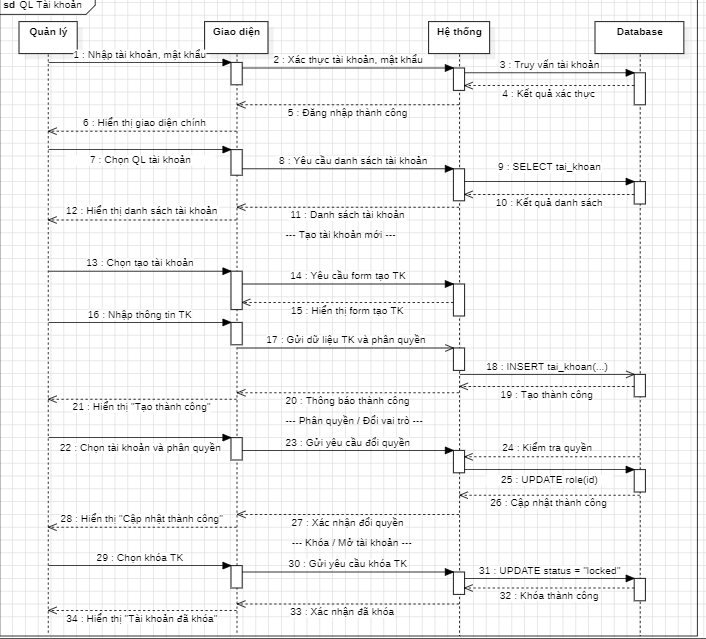 sd QL Tài khoản
Quản lý
Giao diện
Hệ thống
Database
1 : Nhập tài khoản, mật khẩu
2 : Xác thực tài khoản, mật khẩu
3 : Truy vấn tài khoản
4 : Kết quả xác thực
5 : Đăng nhập thành công
6 : Hiển thị giao diện chính
7 : Chọn QL tài khoản
8 : Yêu cầu danh sách tài khoản
9 : SELECT tai_khoan
10 : Kết quả danh sách
11 : Danh sách tài khoản
12 : Hiển thị danh sách tài khoản
--- Tạo tài khoản mới ---
13 : Chọn tạo tài khoản
14 : Yêu cầu form tạo TK
15 : Hiển thị form tạo TK
16 : Nhập thông tin TK
17 : Gửi dữ liệu TK và phân quyền
18 : INSERT tai_khoan(...)
19 : Tạo thành công
20 : Thông báo thành công
21 : Hiển thị "Tạo thành công"
--- Phân quyền / Đổi vai trò ---
22 : Chọn tài khoản và phân quyền
23 : Gửi yêu cầu đổi quyền
24 : Kiểm tra quyền
25 : UPDATE role(id)
26 : Cập nhật thành công
27 : Xác nhận đổi quyền
28 : Hiển thị "Cập nhật thành công"
--- Khóa / Mở tài khoản ---
29 : Chọn khóa TK
30 : Gửi yêu cầu khóa TK
31 : UPDATE status = "locked"
32 : Khóa thành công
33 : Xác nhận đã khóa
34 : Hiển thị "Tài khoản đã khóa"